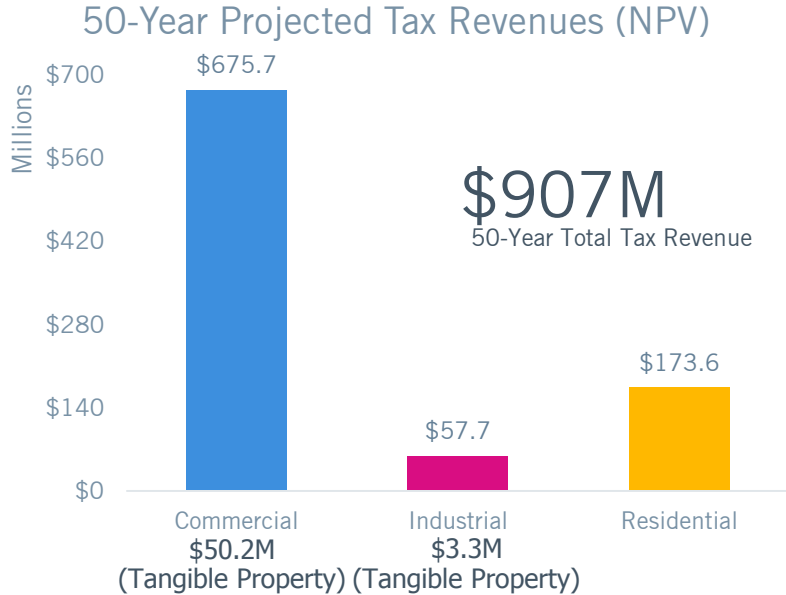 50-Year Projected Tax Revenues (NPV)
Millions
$700
$560
$420
$280
$140
$0
$675.7
$57.7
$173.6
$907M
50-Year Total Tax Revenue
Commercial
Industrial
Residential
$50.2M
$3.3M
(Tangible Property) (Tangible Property)